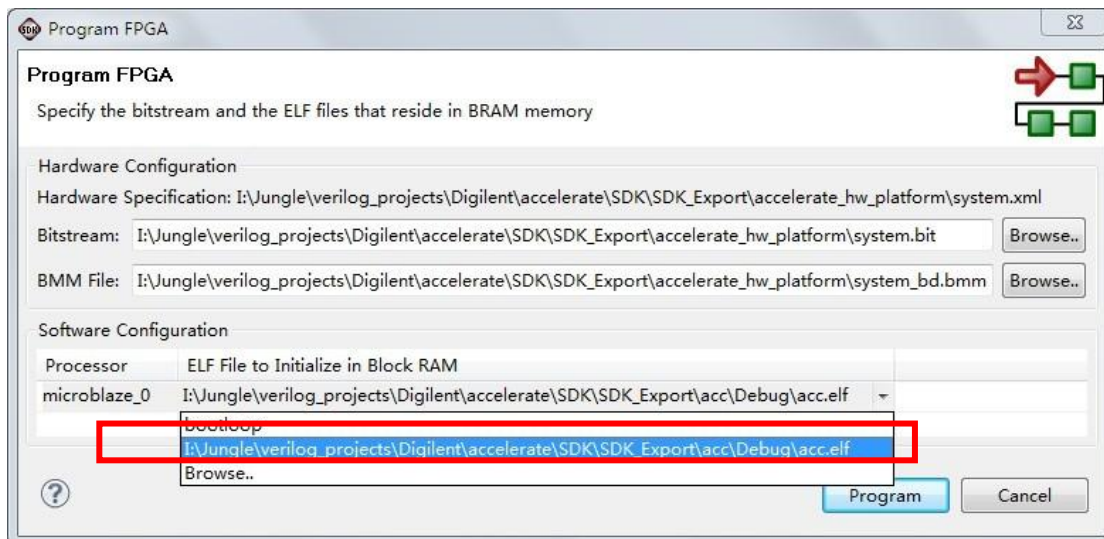 SDK Program FPGA
Program FPGA
Specify the bitstream and the ELF files that reside in BRAM memory
Hardware Configuration
Hardware Specification: I:\Jungle\verilog_projects\Digilent\accelerate\SDK\SDK_Export\accelerate_hw_platform\system.xml
Bitstream: I:\Jungle\verilog_projects\Digilent\accelerate\SDK\SDK_Export\accelerate_hw_platform\system.bit Browse..
BMM File: I:\Jungle\verilog_projects\Digilent\accelerate\SDK\SDK_Export\accelerate_hw_platform\system_bd.bmm Browse..
Software Configuration
Processor ELF File to Initialize in Block RAM
microblaze_0 I:\Jungle\verilog_projects\Digilent\accelerate\SDK\SDK_Export\acc\Debug\acc.elf
bootloop
I:\Jungle\verilog_projects\Digilent\accelerate\SDK\SDK_Export\acc\Debug\acc.elf
Browse..
? Program Cancel